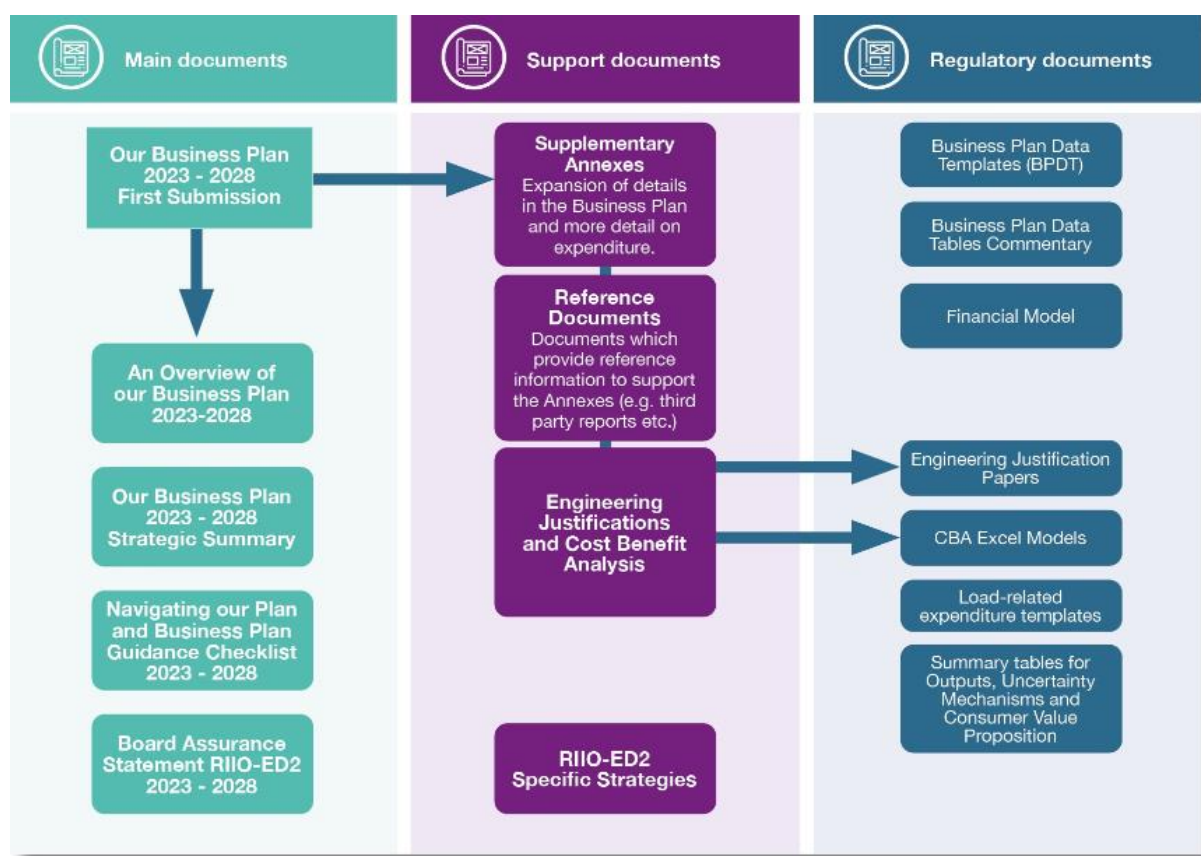 Main documents
Our Business Plan
2023 - 2028
First Submission
An Overview of
our Business Plan
2023-2028
Our Business Plan
2023 - 2028
Strategic Summary
Navigating our Plan
and Business Plan
Guidance Checklist
2023 - 2028
Board Assurance
Statement RIIO-ED2
2023 - 2028
Support documents
Supplementary
Annexes
Expansion of details
in the Business Plan
and more detail on
expenditure.
Reference
Documents
Documents which
provide reference
information to support
the Annexes (e.g. third
party reports etc.)
Engineering
Justifications
and Cost Benefit
Analysis
RIIO-ED2
Specific Strategies
Regulatory documents
Business Plan Data
Templates (BPDT)
Business Plan Data
Tables Commentary
Financial Model
Engineering Justification
Papers
CBA Excel Models
Load-related
expenditure templates
Summary tables for
Outputs, Uncertainty
Mechanisms and
Consumer Value
Proposition